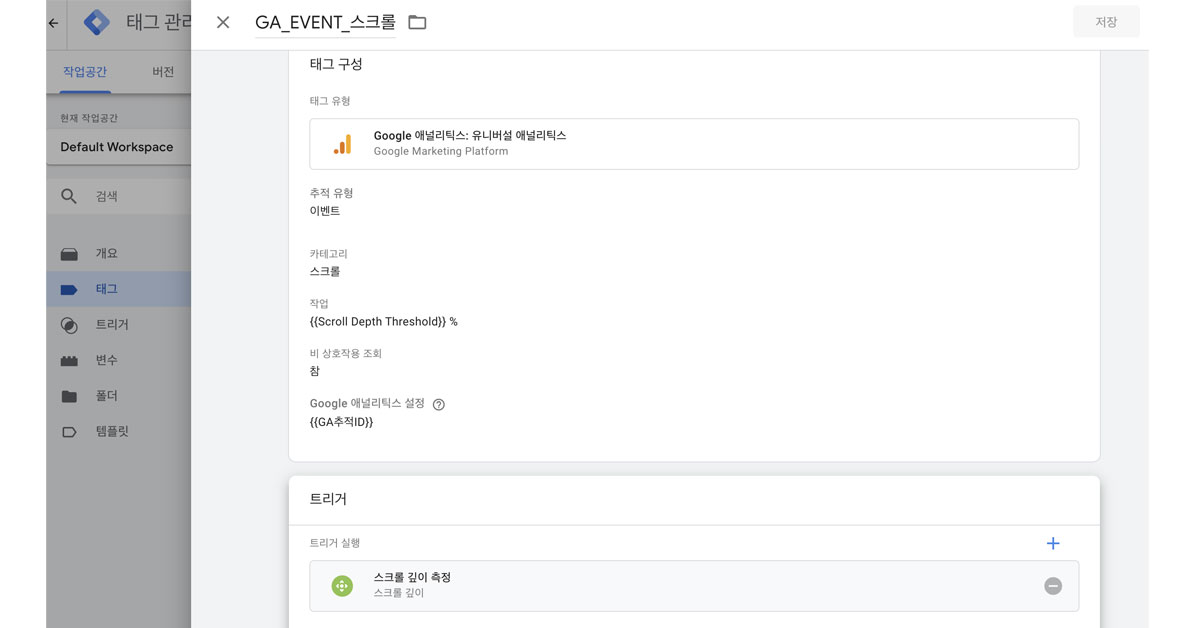 태그 관리
GA_EVENT_스크롤
저장
작업공간
버전
현재 작업공간
Default Workspace
검색
개요
태그
트리거
변수
폴더
템플릿
태그 구성
태그 유형
Google 애널리틱스: 유니버설 애널리틱스
Google Marketing Platform
추적 유형
이벤트
카테고리
스크롤
작업
{{Scroll Depth Threshold}} %
비 상호작용 조회
참
Google 애널리틱스 설정
{{GA추적ID}}
트리거
트리거 실행
스크롤 깊이 측정
스크롤 깊이